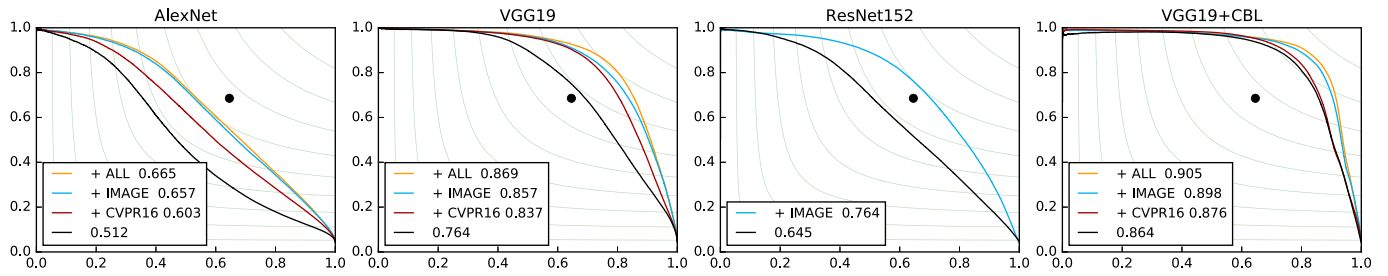 AlexNet
1.0
0.8
0.6
0.4
0.2
0.0
+ ALL 0.665
+ IMAGE 0.657
+ CVPR16 0.603
0.512
0.0 0.2 0.4 0.6 0.8 1.0
VGG19
1.0
0.8
0.6
0.4
0.2
0.0
+ ALL 0.869
+ IMAGE 0.857
+ CVPR16 0.837
0.764
0.0 0.2 0.4 0.6 0.8 1.0
ResNet152
1.0
0.8
0.6
0.4
0.2
0.0
+ IMAGE 0.764
0.645
0.0 0.2 0.4 0.6 0.8 1.0
VGG19+CBL
1.0
0.8
0.6
0.4
0.2
0.0
+ ALL 0.905
+ IMAGE 0.898
+ CVPR16 0.876
0.864
0.0 0.2 0.4 0.6 0.8 1.0